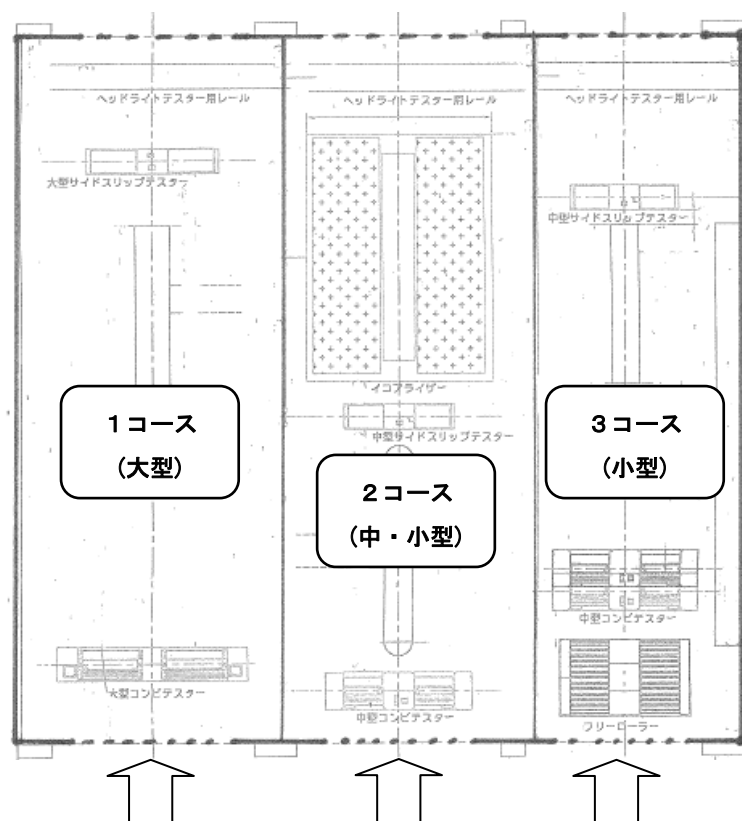 ヘッドライトテスター用レール
大型サイドスリップテスター
1コース
(大型)
大型コンビテスター
ヘッドライトテスター用レール
イコアライザー
中型サイドスリップテスター
2コース
(中・小型)
中型コンビテスター
ヘッドライトテスター用レール
中型サイドスリップテスター
3コース
(小型)
中型コンビテスター
フリーローラー